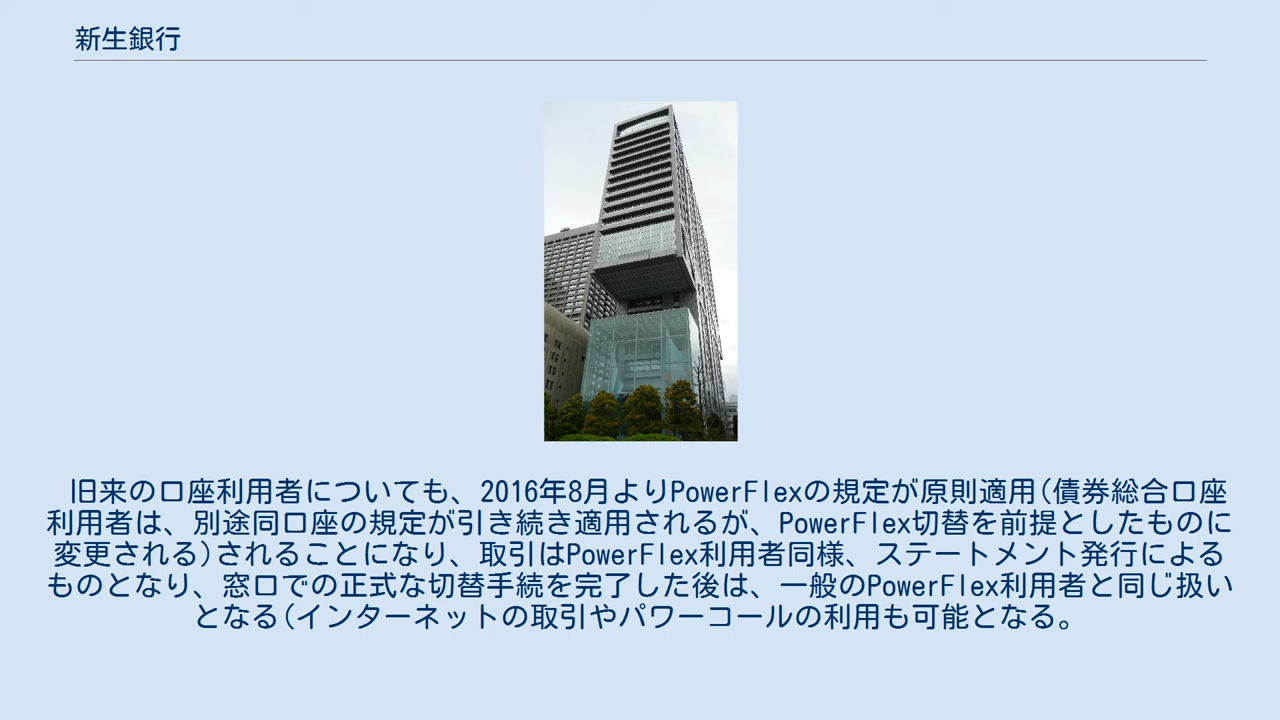 新生銀行
旧来の口座利用者についても、2016年8月よりPowerFlexの規定が原則適用(債券総合口座
利用者は、別途同口座の規定が引き続き適用されるが、PowerFlex切替を前提としたものに
変更される)されることになり、取引はPowerFlex利用者同様、ステートメント発行による
ものとなり、窓口での正式な切替手続を完了した後は、一般のPowerFlex利用者と同じ扱い
となる(インターネットの取引やパワーコールの利用も可能となる。